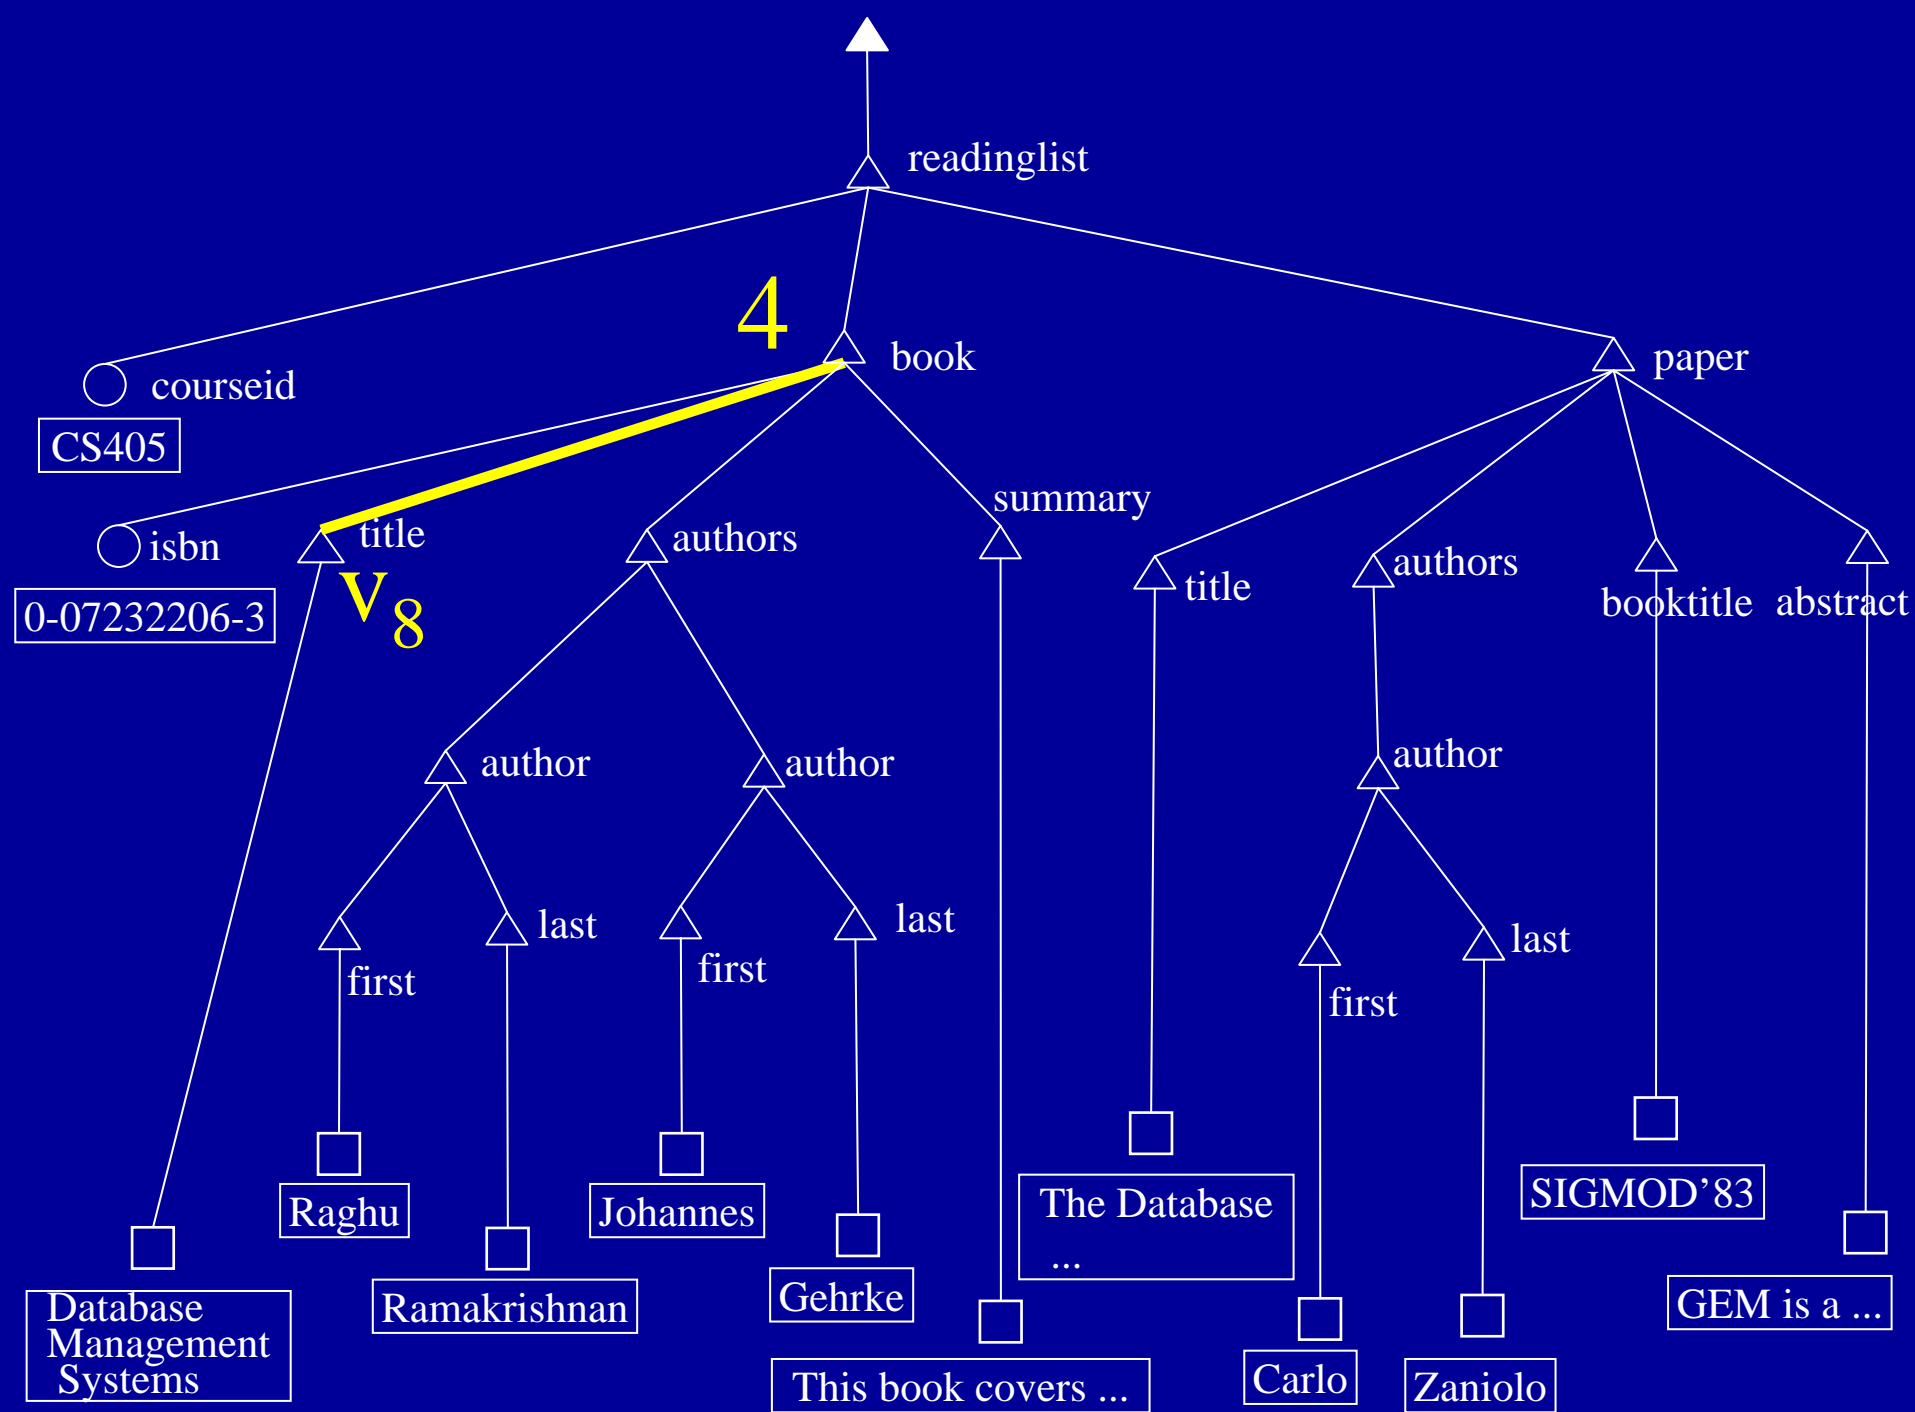 readinglist
4
book
paper
courseid
CS405
summary
title
authors
isbn
v8
0-07232206-3
title
authors
booktitle
abstract
author
author
author
last
last
last
first
first
first
Raghu
Johannes
The Database
...
SIGMOD’83
Ramakrishnan
Gehrke
GEM is a ...
Database
Management
Systems
This book covers ...
Carlo
Zaniolo